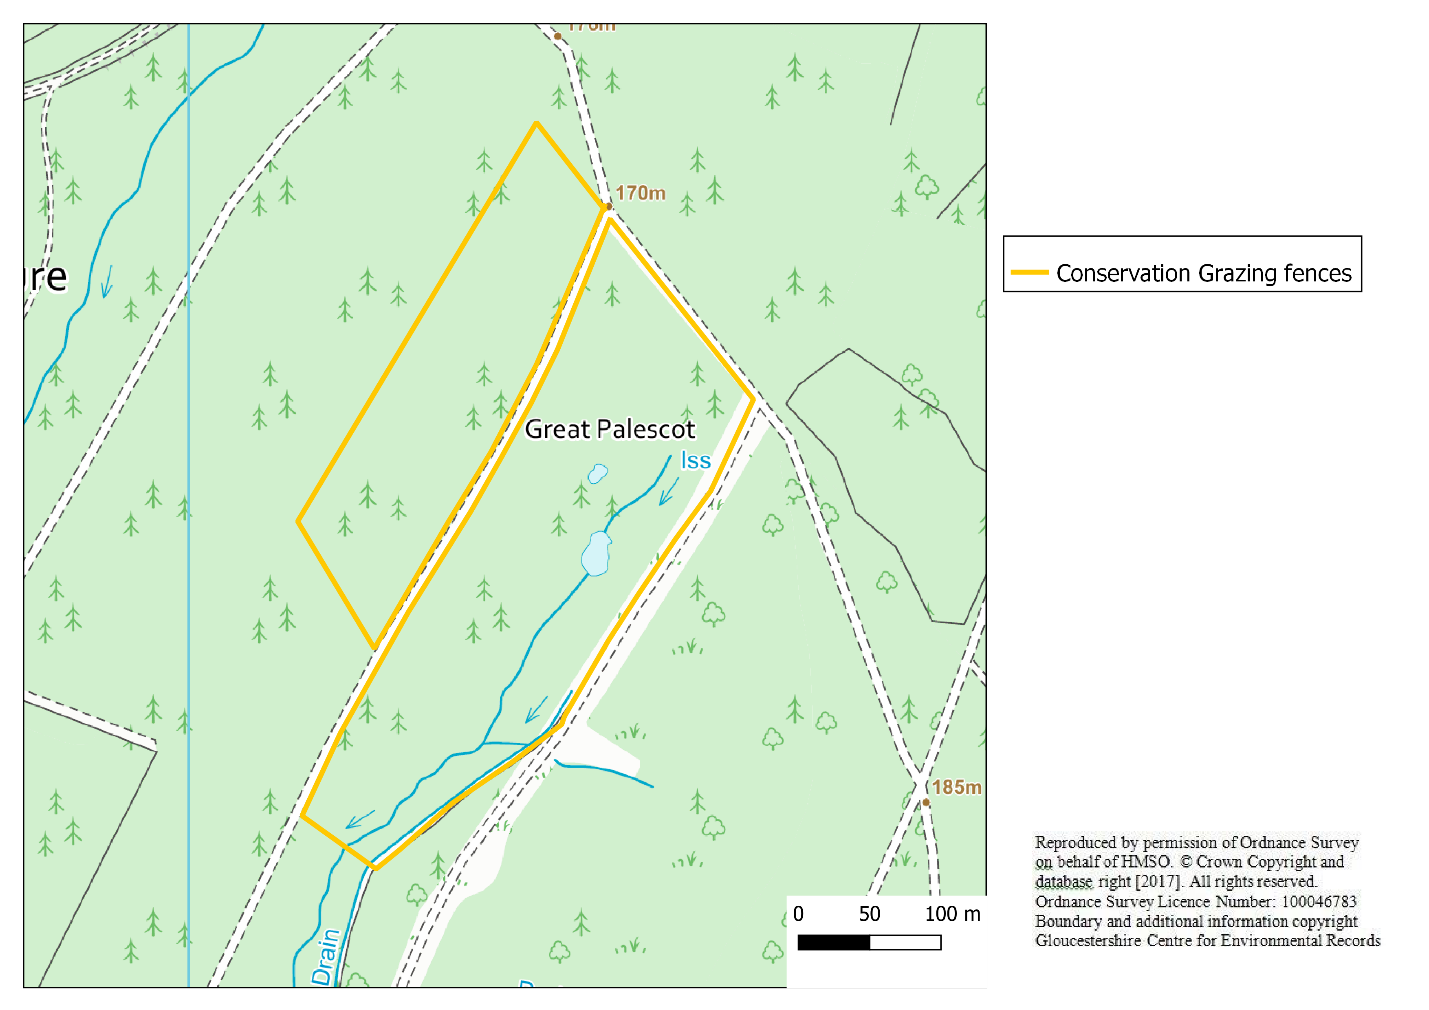 170m
ure
Conservation Grazing fences
Great Palescot
Iss
185m
Drain
0 50 100 m
Reproduced by permission of Ordnance Survey
on behalf of HMSO. © Crown Copyright and
database right [2017]. All rights reserved.
Ordnance Survey Licence Number: 100046783
Boundary and additional information copyright
Gloucestershire Centre for Environmental Records